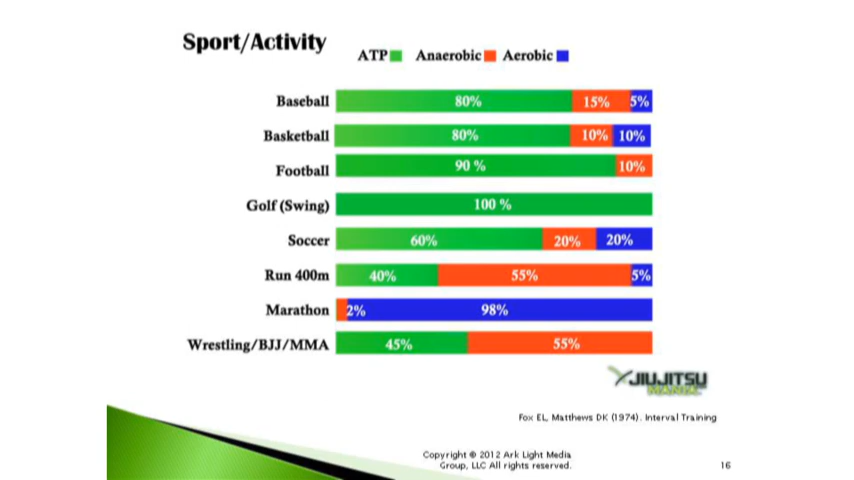 Sport/Activity
ATP Anaerobic Aerobic
Baseball 80% 15% 5%
Basketball 80% 10% 10%
Football 90 % 10%
Golf (Swing) 100 %
Soccer 60% 20% 20%
Run 400m 40% 55% 5%
Marathon 2% 98%
Wrestling/BJJ/MMA 45% 55%
JIUJITSU
MANIA
Fox EL, Matthews DK (1974). Interval Training
Copyright © 2012 Ark Light Media
Group, LLC All rights reserved.
16